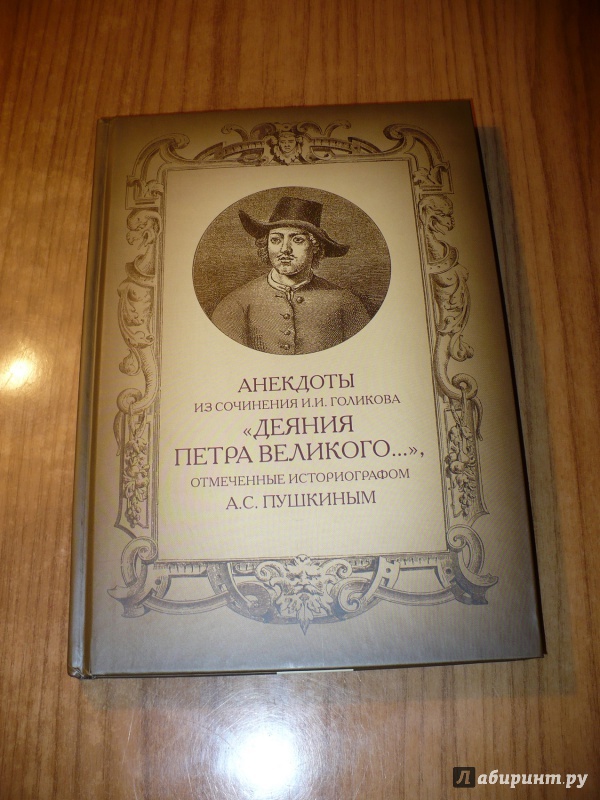 АНЕКДОТЫ
ИЗ СОЧИНЕНИЯ И.И. ГОЛИКОВА
«ДЕЯНИЯ
ПЕТРА ВЕЛИКОГО...»,
ОТМЕЧЕННЫЕ ИСТОРИОГРАФОМ
А.С. ПУШКИНЫМ
Лабиринт.ру